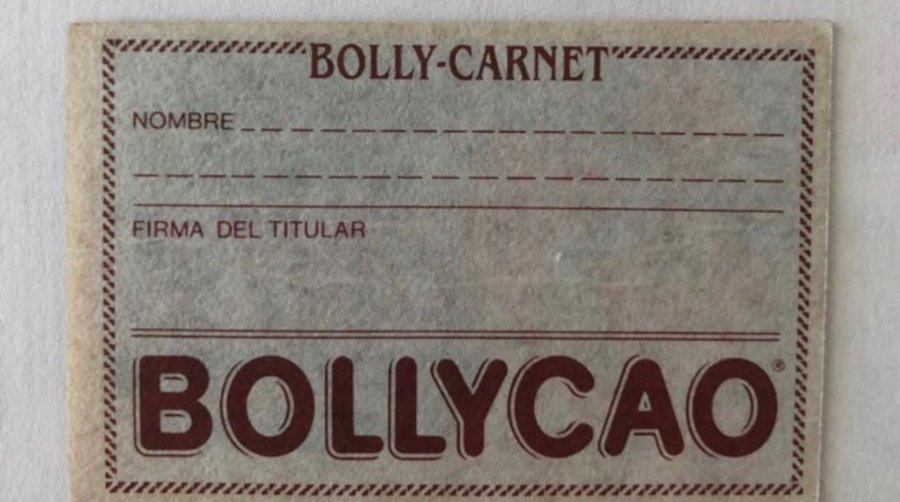 BOLLY-CARNET
NOMBRE
FIRMA DEL TITULAR
BOLLYCAO®